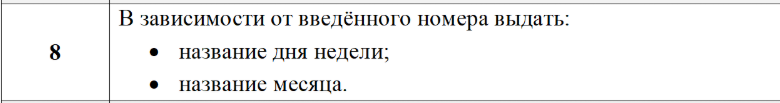 8
В зависимости от введённого номера выдать:
• название дня недели;
• название месяца.